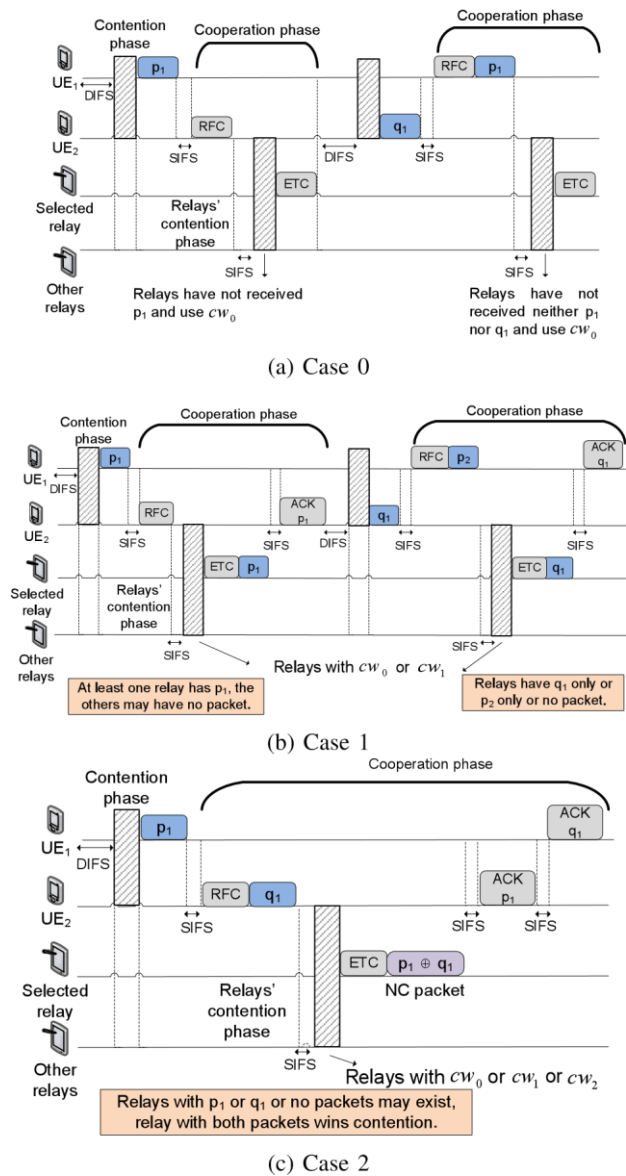 Cooperation phase
Cooperation phase
Contention
phase
p1
RFC
p1
UE1
DIFS
RFC
q1
UE2
SIFS
DIFS
SIFS
ETC
ETC
Selected
relay
Relays'
contention
phase
SIFS
SIFS
Other
relays
Relays have not received
p1 and use cw0
Relays have not
received neither p1
nor q1 and use cw0
(a) Case 0
Cooperation phase
Cooperation phase
Contention
phase
p1
RFC
p2
ACK
q1
UE1
DIFS
RFC
ACK
p1
q1
UE2
SIFS
SIFS
DIFS
SIFS
SIFS
ETC
p1
ETC
q1
Selected
relay
Relays'
contention
phase
SIFS
SIFS
Other
relays
Relays with cw0 or cw1
At least one relay has p1, the
others may have no packet.
Relays have q1 only or
p2 only or no packet.
(b) Case 1
Cooperation phase
Contention
phase
p1
ACK
q1
UE1
DIFS
RFC
q1
ACK
p1
UE2
SIFS
SIFS
SIFS
ETC
p1 ⊕ q1
NC packet
Selected
relay
Relays'
contention
phase
SIFS
Other
relays
Relays with cw0 or cw1 or cw2
Relays with p1 or q1 or no packets may exist,
relay with both packets wins contention.
(c) Case 2